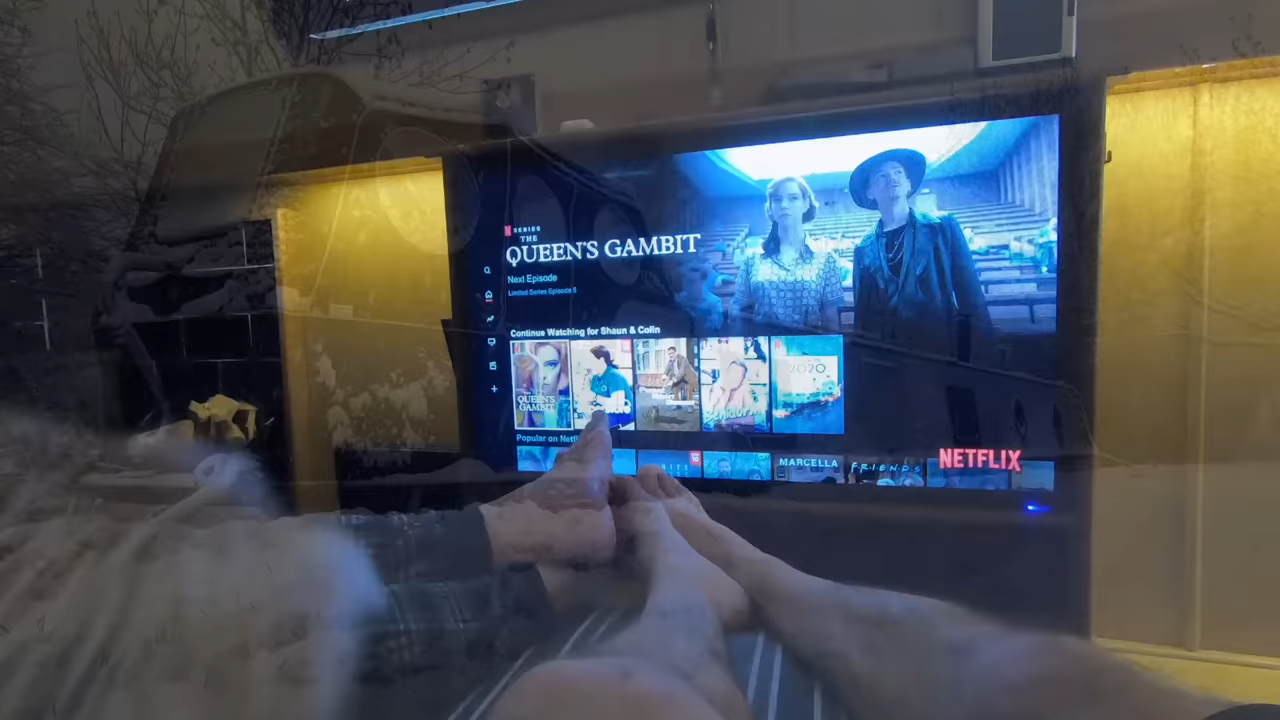 SERIES
THE
QUEEN'S GAMBIT
Next Episode
Limited Series Episode 5
Continue Watching for Shaun & Colin
THE
QUEEN'S
GAMBIT
2020
Popular on Netfl
MARCELLA
FRIENDS
NETFLIX